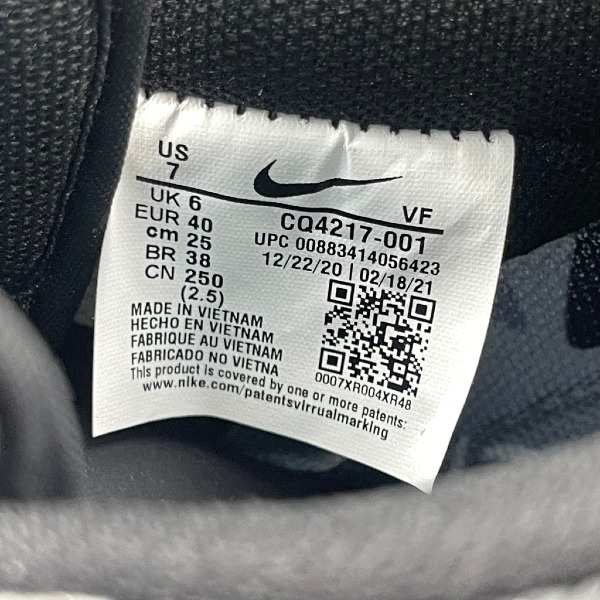 US
7
VF
UK 6
EUR 40
cm 25
BR 38
CN 250
(2.5)
CQ4217-001
UPC 00883414056423
12/22/20 | 02/18/21
0007XR004XR48
MADE IN VIETNAM
HECHO EN VIETNAM
FABRIQUE AU VIETNAM
FABRICADO NO VIETNA
This product is covered by one or more patents:
www.nike.com/patentsvirrualmarking